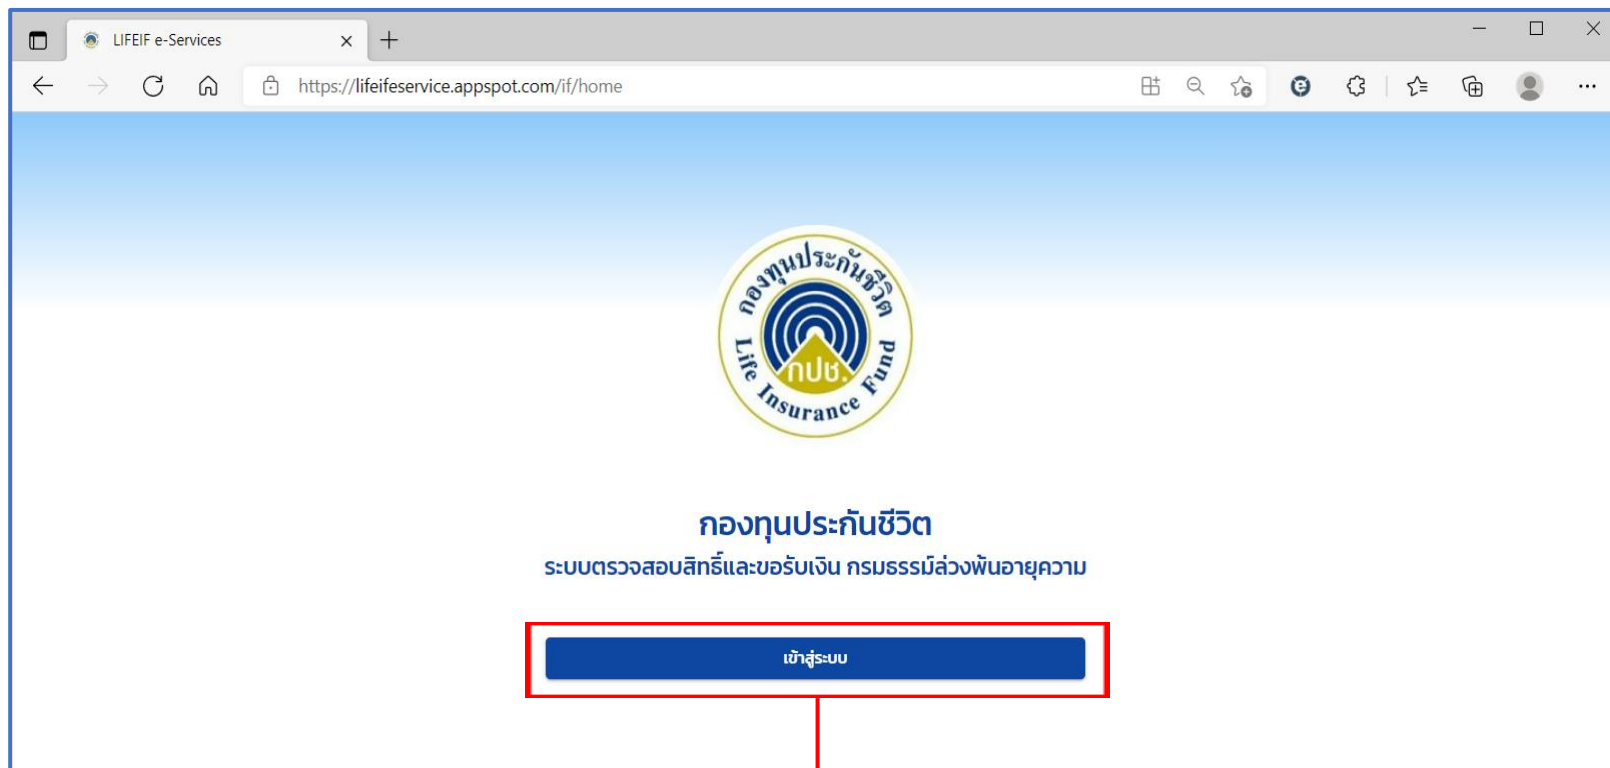 LIFEIF e-Services
https://lifeifeservice.appspot.com/if/home
กองทุนประกันชีวิต
กปช.
Life Insurance Fund
กองทุนประกันชีวิต
ระบบตรวจสอบสิทธิ์และขอรับเงิน กรมธรรม์ล่วงพ้นอายุความ
เข้าสู่ระบบ